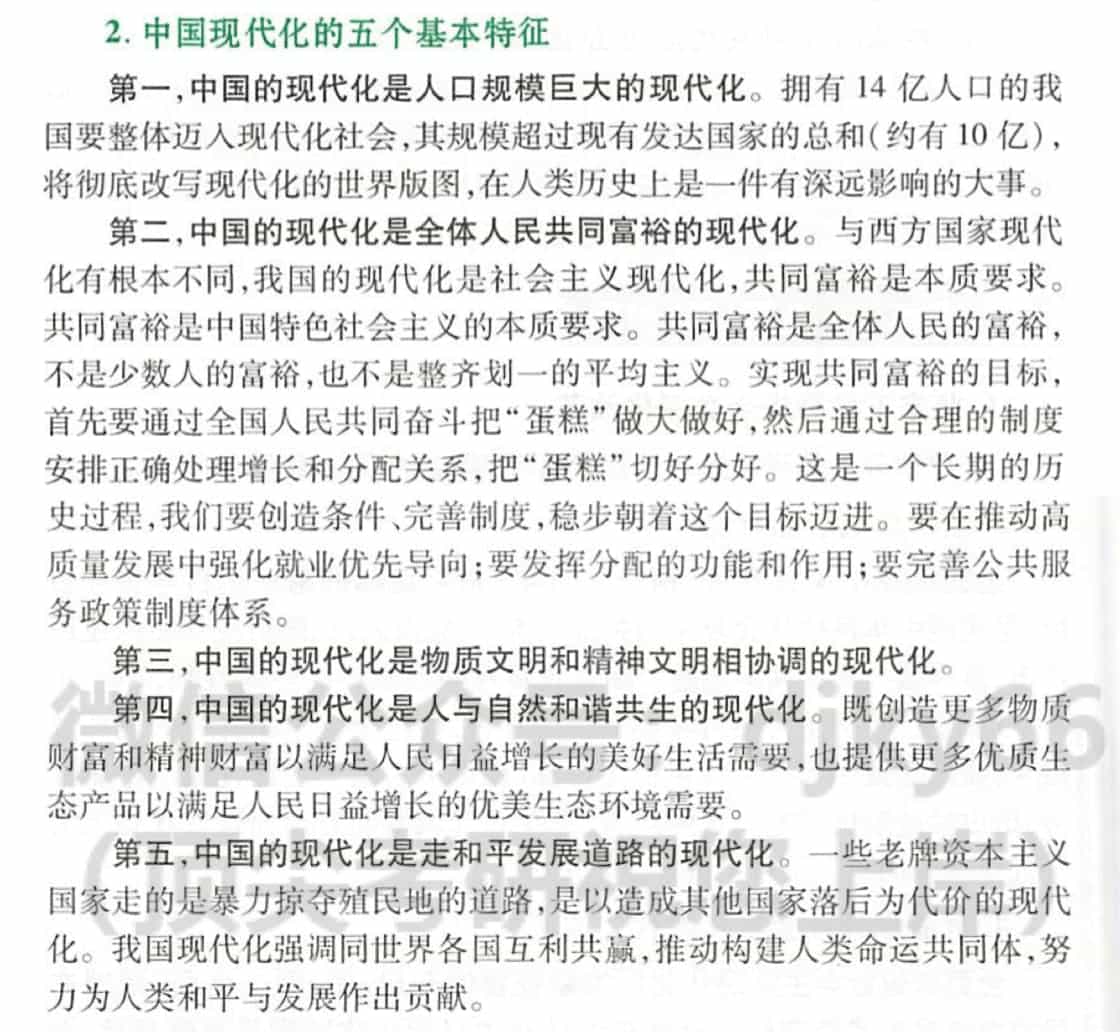 2. 中国现代化的五个基本特征
第一,中国的现代化是人口规模巨大的现代化。拥有 14 亿人口的我
国要整体迈入现代化社会,其规模超过现有发达国家的总和(约有 10 亿),
将彻底改写现代化的世界版图,在人类历史上是一件有深远影响的大事。
第二,中国的现代化是全体人民共同富裕的现代化。与西方国家现代
化有根本不同,我国的现代化是社会主义现代化,共同富裕是本质要求。
共同富裕是中国特色社会主义的本质要求。共同富裕是全体人民的富裕,
不是少数人的富裕,也不是整齐划一的平均主义。实现共同富裕的目标,
首先要通过全国人民共同奋斗把“蛋糕”做大做好,然后通过合理的制度
安排正确处理增长和分配关系,把“蛋糕”切好分好。这是一个长期的历
史过程,我们要创造条件、完善制度,稳步朝着这个目标迈进。要在推动高
质量发展中强化就业优先导向;要发挥分配的功能和作用;要完善公共服
务政策制度体系。
第三,中国的现代化是物质文明和精神文明相协调的现代化。
第四,中国的现代化是人与自然和谐共生的现代化。既创造更多物质
财富和精神财富以满足人民日益增长的美好生活需要,也提供更多优质生
态产品以满足人民日益增长的优美生态环境需要。
第五,中国的现代化是走和平发展道路的现代化。一些老牌资本主义
国家走的是暴力掠夺殖民地的道路,是以造成其他国家落后为代价的现代
化。我国现代化强调同世界各国互利共赢,推动构建人类命运共同体,努
力为人类和平与发展作出贡献。
微信公众号 djky66
(顶尖考研祝您上岸)